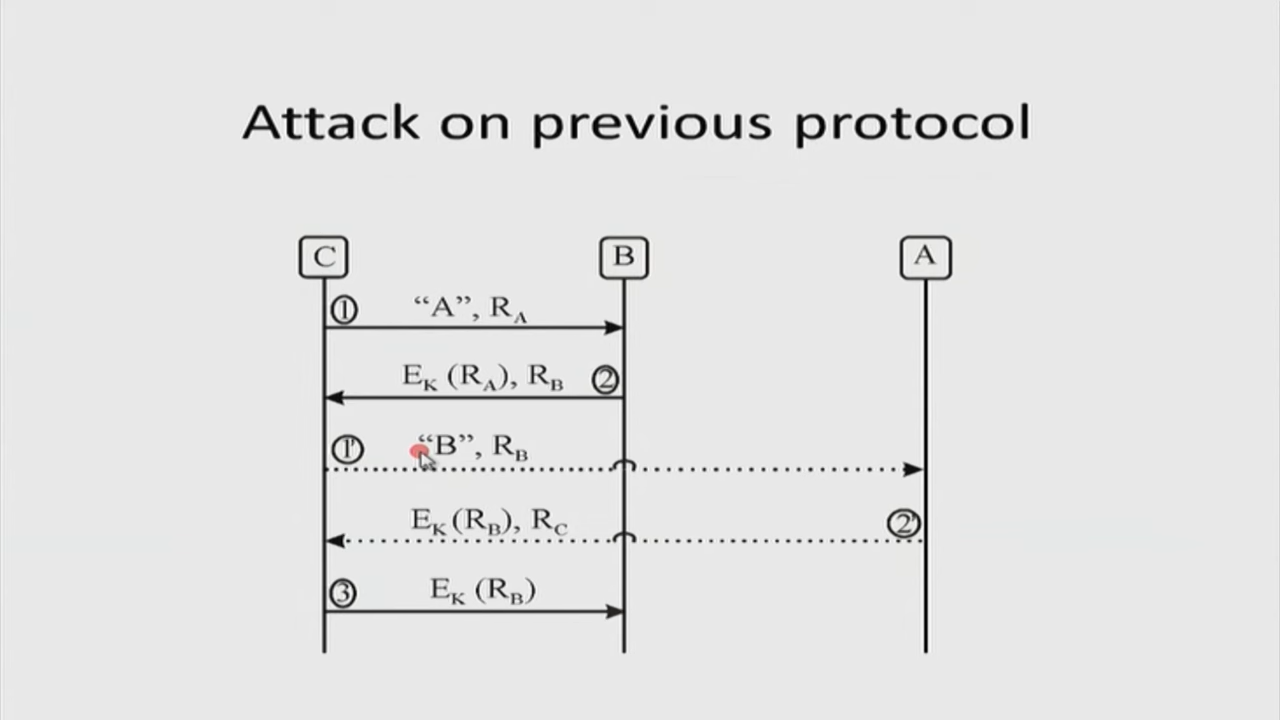 Attack on previous protocol
C B A
① “A”, R_A
E_K (R_A), R_B ②
①' “B”, R_B
E_K (R_B), R_C ②'
③ E_K (R_B)